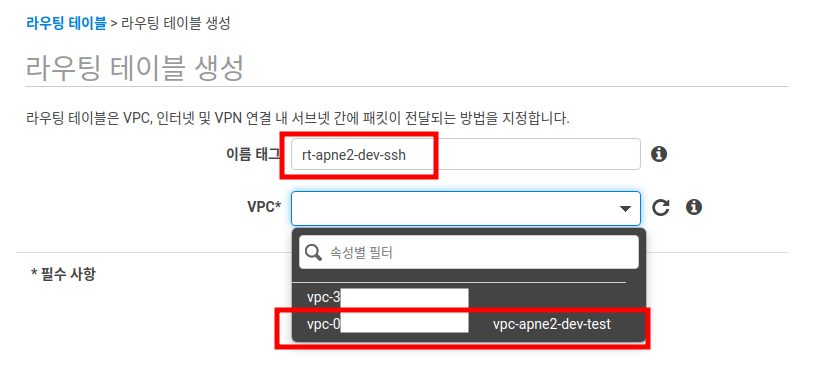 라우팅 테이블 > 라우팅 테이블 생성
라우팅 테이블 생성
라우팅 테이블은 VPC, 인터넷 및 VPN 연결 내 서브넷 간에 패킷이 전달되는 방법을 지정합니다.
이름 태그 rt-apne2-dev-ssh
VPC*
속성별 필터
* 필수 사항
vpc-3
vpc-0 vpc-apne2-dev-test